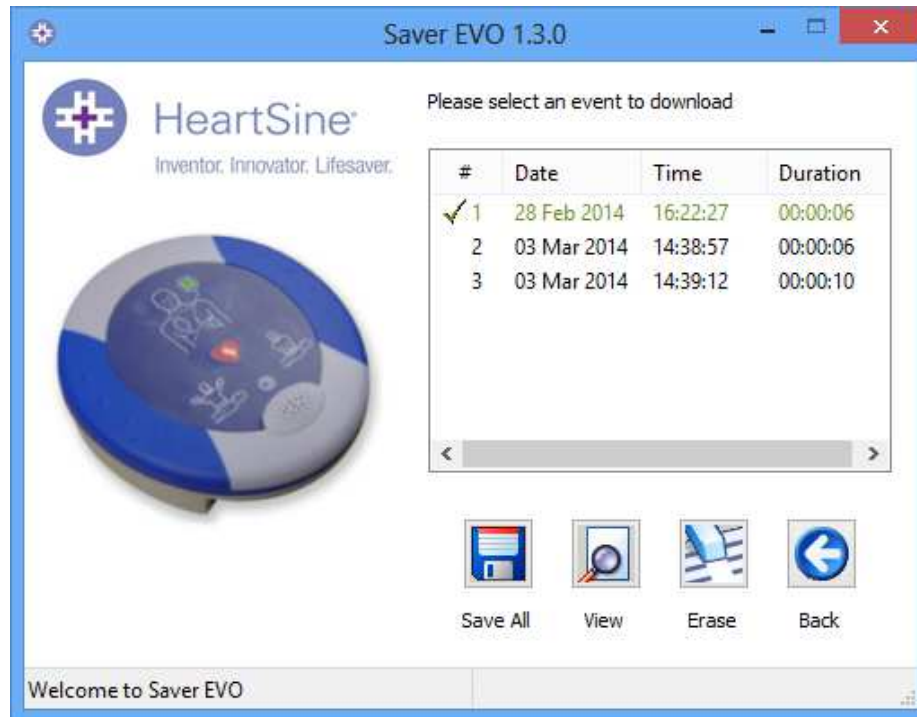 Saver EVO 1.3.0
HeartSine
Inventor. Innovator. Lifesaver.
Please select an event to download
# Date Time Duration
1 28 Feb 2014 16:22:27 00:00:06
2 03 Mar 2014 14:38:57 00:00:06
3 03 Mar 2014 14:39:12 00:00:10
Save All View Erase Back
Welcome to Saver EVO